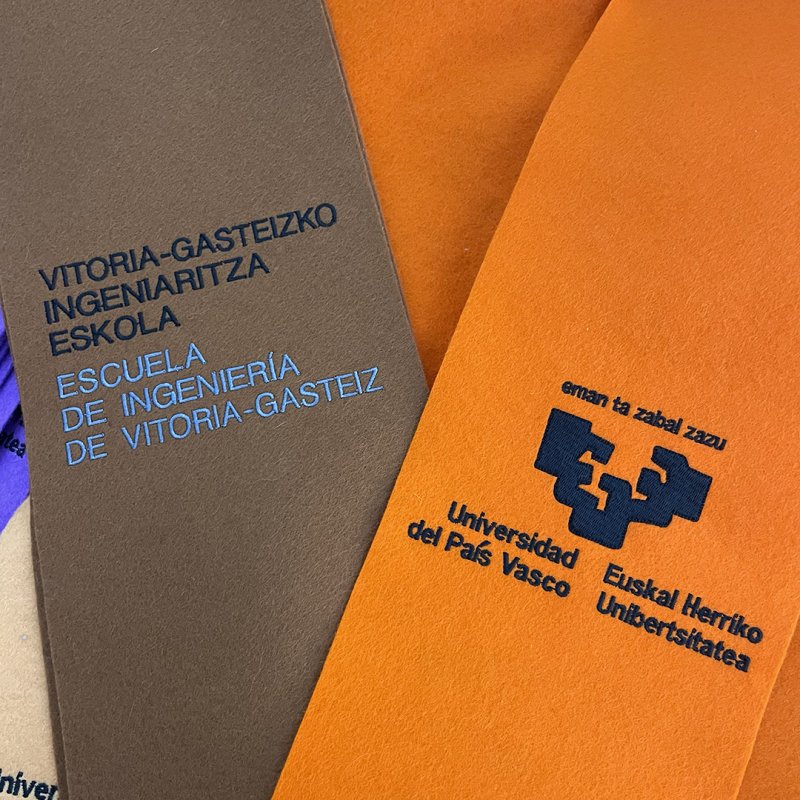 VITORIA-GASTEIZKO
INGENIARITZA
ESKOLA
ESCUELA
DE INGENIERÍA
DE VITORIA-GASTEIZ
eman ta zabal zazu
Universidad
del País Vasco
Euskal Herriko
Unibertsitatea